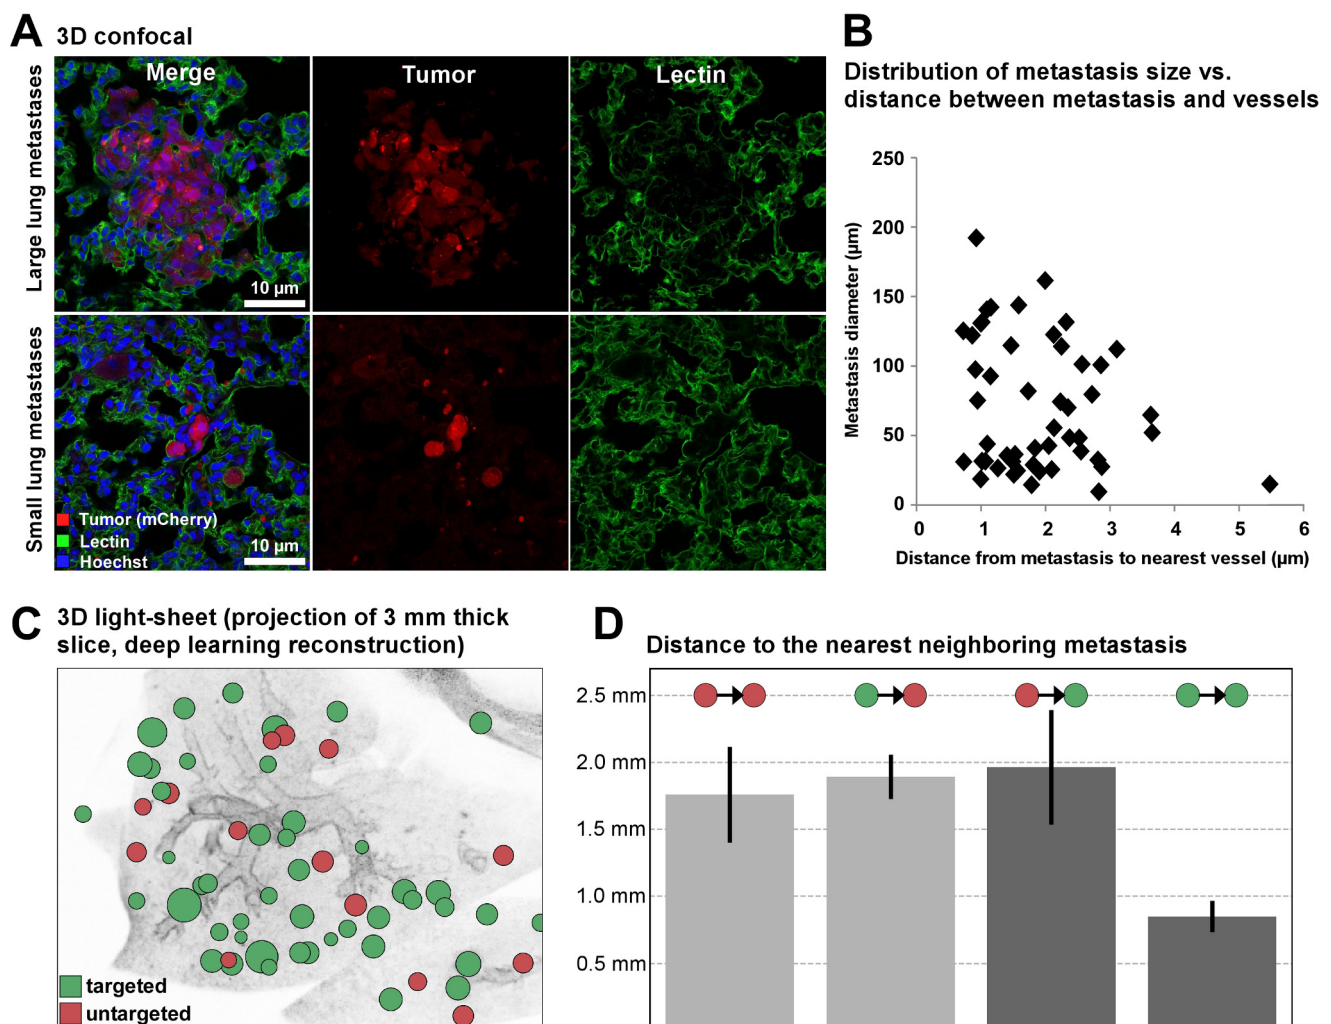 A 3D confocal
Large lung metastases
Merge
Tumor
Lectin
10 µm
Small lung metastases
Tumor (mCherry)
Lectin
Hoechst
10 µm
B
Distribution of metastasis size vs.
distance between metastasis and vessels
Metastasis diameter (µm)
250
200
150
100
50
0
0 1 2 3 4 5 6
Distance from metastasis to nearest vessel (µm)
C 3D light-sheet (projection of 3 mm thick
slice, deep learning reconstruction)
targeted
untargeted
D
Distance to the nearest neighboring metastasis
2.5 mm
2.0 mm
1.5 mm
1.0 mm
0.5 mm